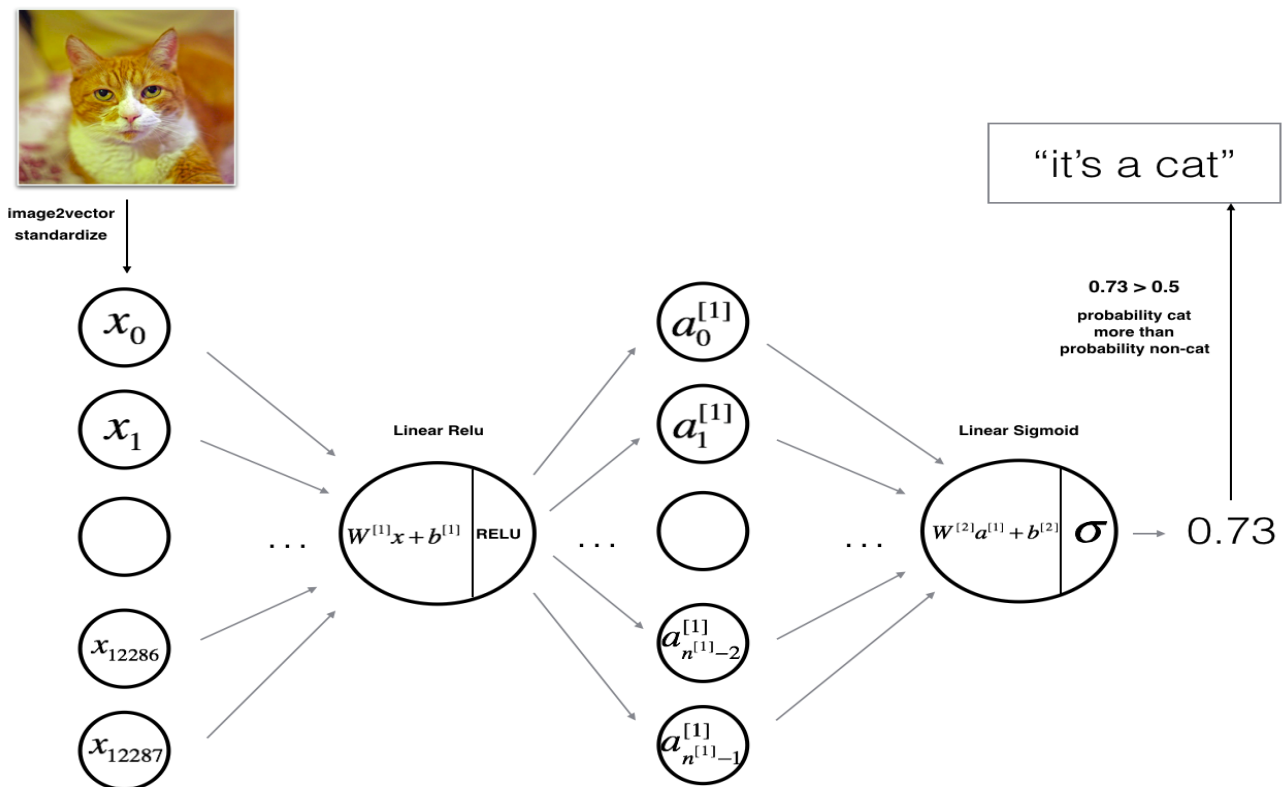 image2vector
standardize
x₀
x₁
x₁₂₂₈₆
x₁₂₂₈₇
. . .
Linear Relu
W^[1]x + b^[1]
RELU
. . .
a₀^[1]
a₁^[1]
a_{n^[1]−2}^[1]
a_{n^[1]−1}^[1]
. . .
Linear Sigmoid
W^[2]a^[1] + b^[2]
σ
0.73
0.73 > 0.5
probability cat
more than
probability non-cat
“it’s a cat”